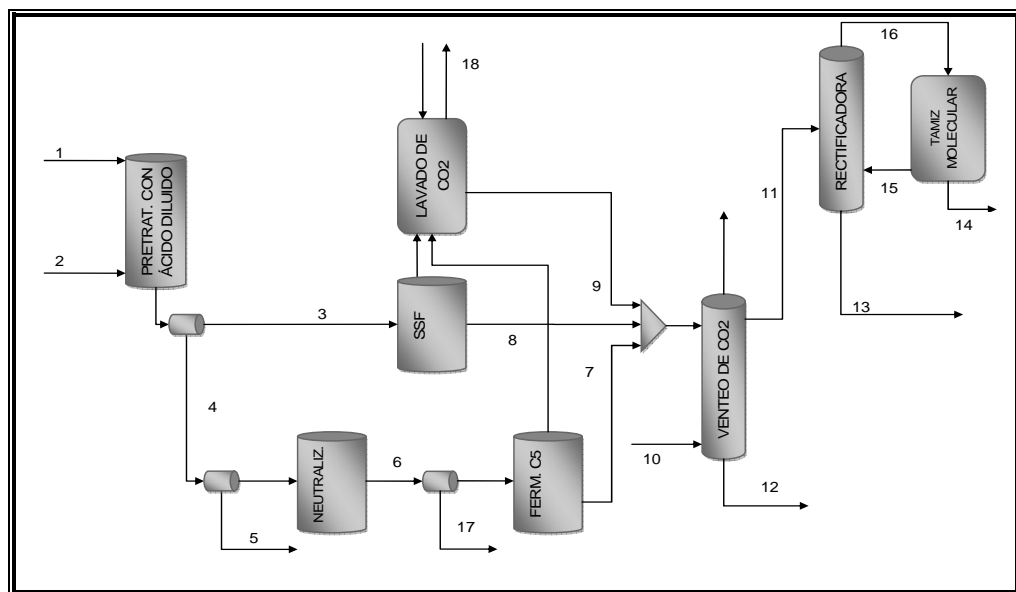 16
18
RECTIFICADORA
TAMIZ
MOLECULAR
LAVADO DE
CO2
1
PRETRAT. CON
ÁCIDO DILUIDO
11
15
14
2
9
3
SSF
8
VENTEO DE CO2
13
7
4
NEUTRALIZ.
6
FERM. C5
10
12
5
17